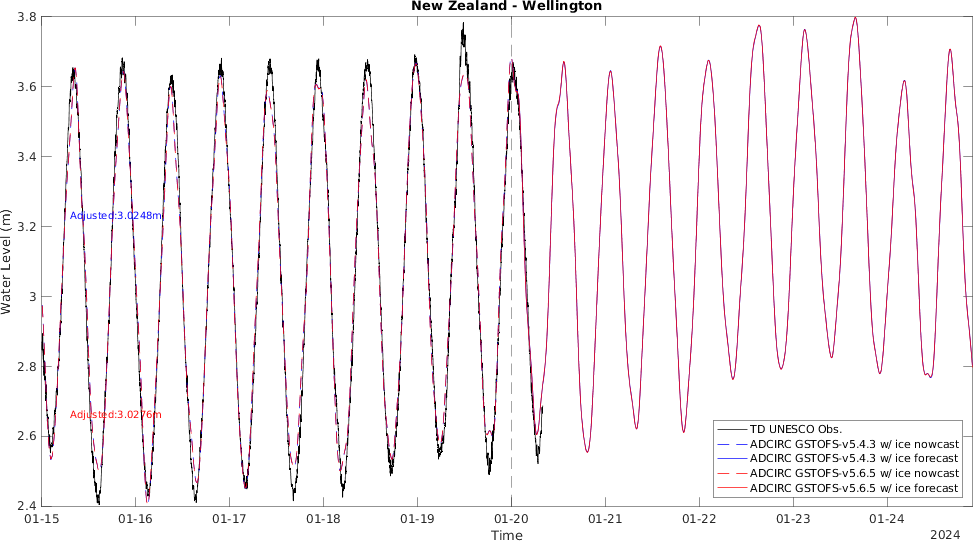 New Zealand - Wellington
3.8
3.6
3.4
3.2
3
2.8
2.6
2.4
Water Level (m)
Adjusted:3.0248m
Adjusted:3.0276m
TD UNESCO Obs.
ADCIRC GSTOFS-v5.4.3 w/ ice nowcast
ADCIRC GSTOFS-v5.4.3 w/ ice forecast
ADCIRC GSTOFS-v5.6.5 w/ ice nowcast
ADCIRC GSTOFS-v5.6.5 w/ ice forecast
01-15 01-16 01-17 01-18 01-19 01-20 01-21 01-22 01-23 01-24
Time
2024